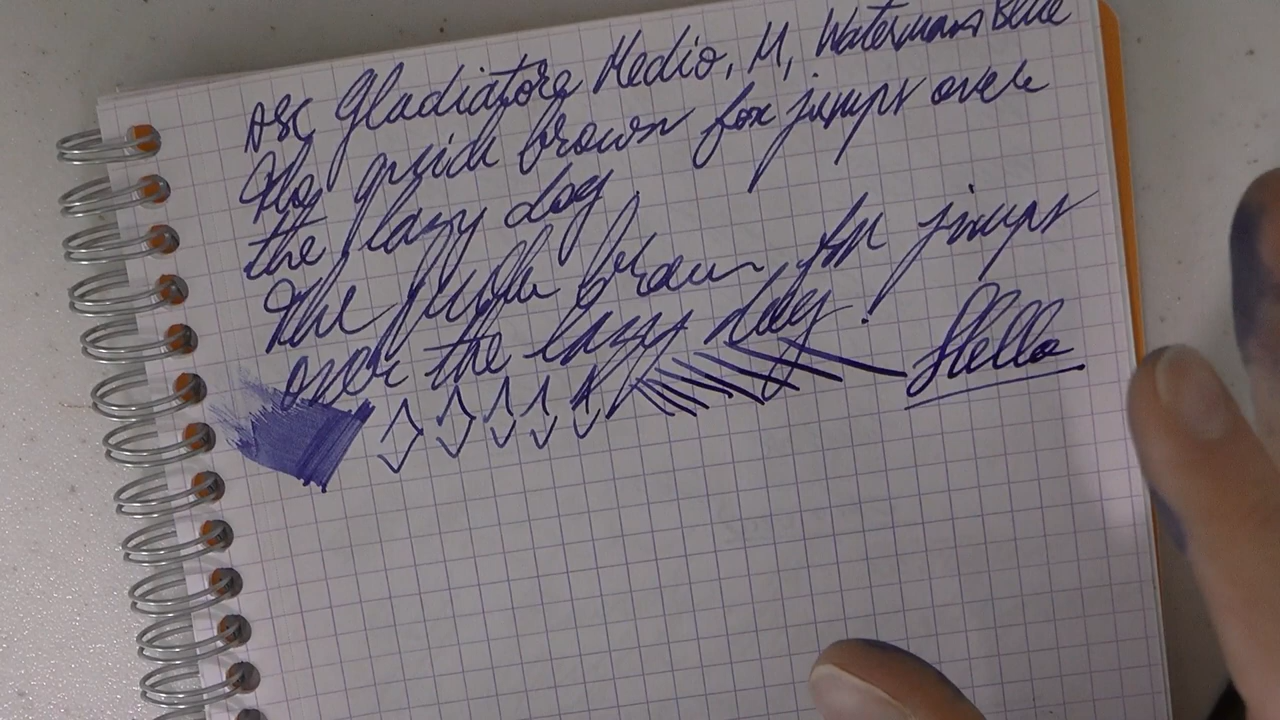 ASC Gladiatore Medio, M, Waterman Blue
The quick brown fox jumps over
the lazy dog
The quick brown fox jumps
over the lazy dog!
Hello